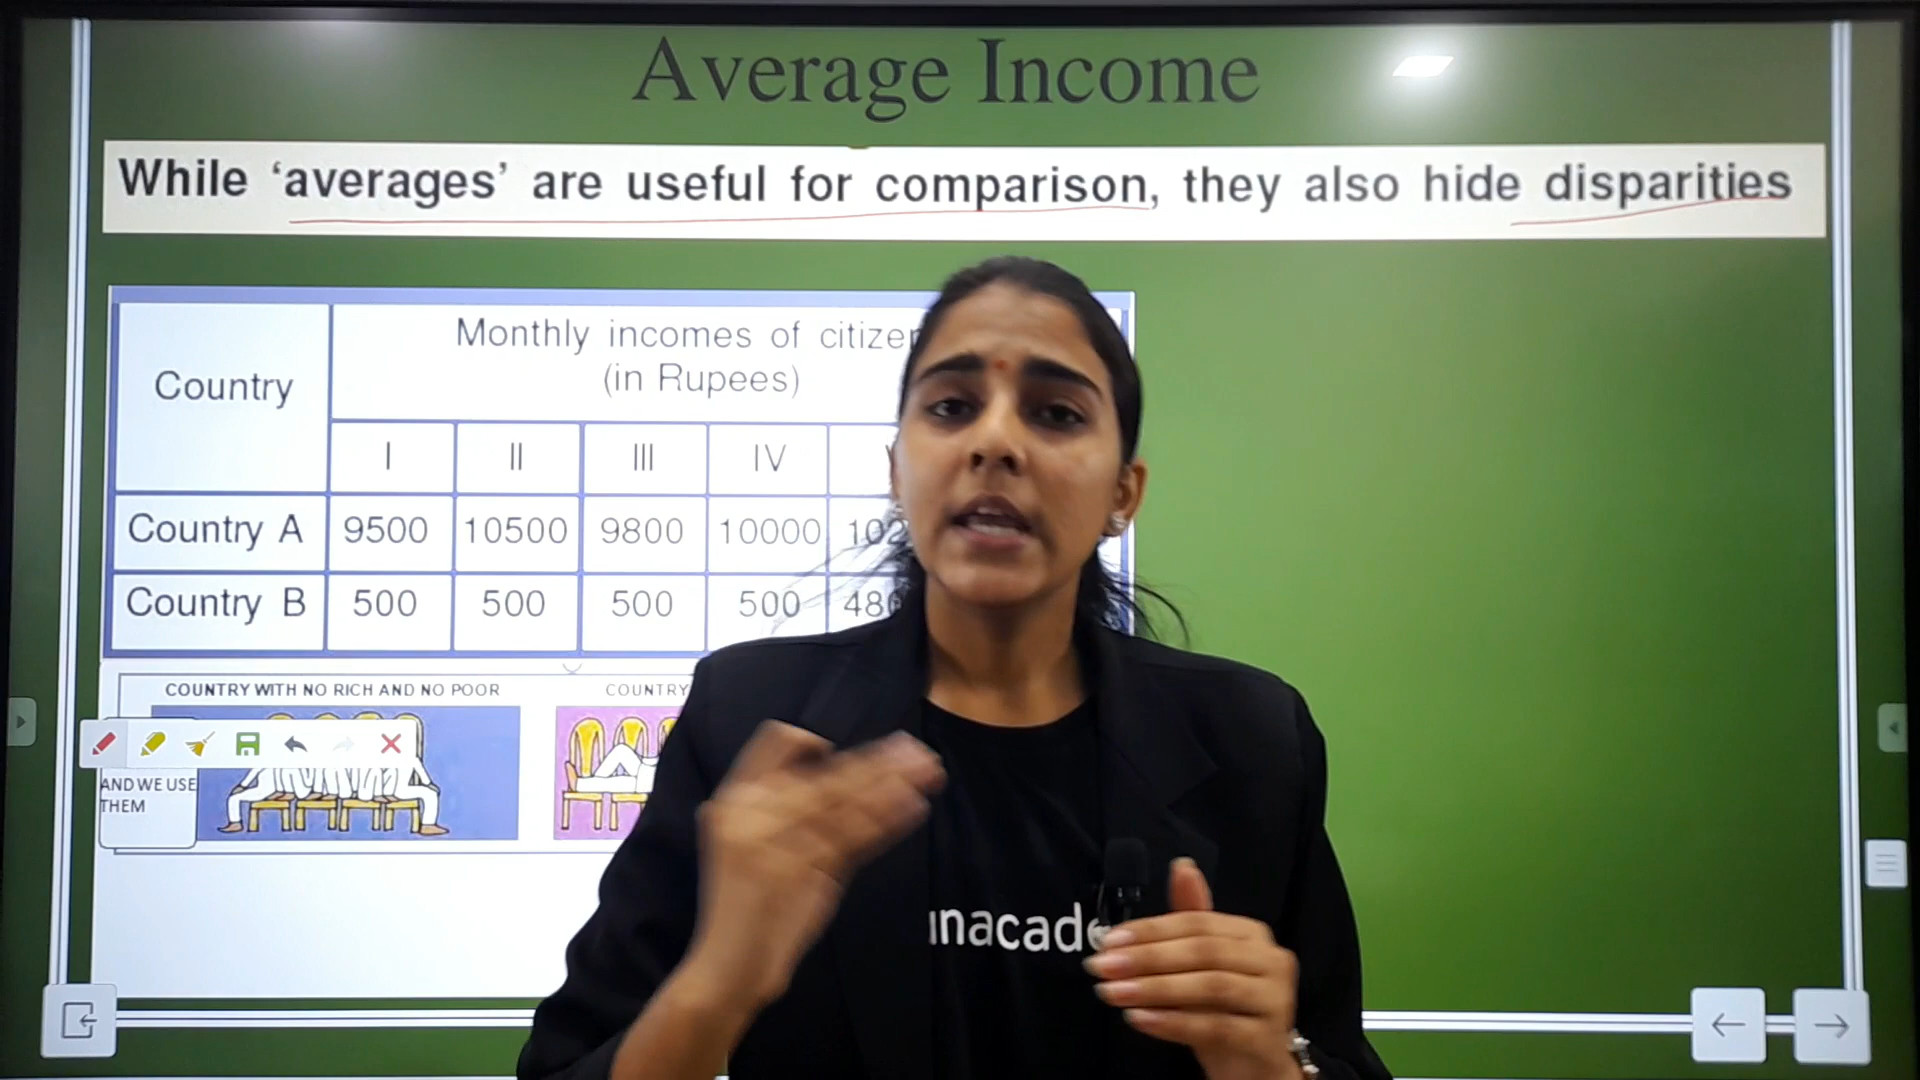 Average Income
While ‘averages’ are useful for comparison, they also hide disparities
Country
Monthly incomes of
(in Rupees)
I II III IV
Country A 9500 10500 9800 10000
Country B 500 500 500 500
COUNTRY WITH NO RICH AND NO POOR
COUNTRY
AND WE USE
THEM